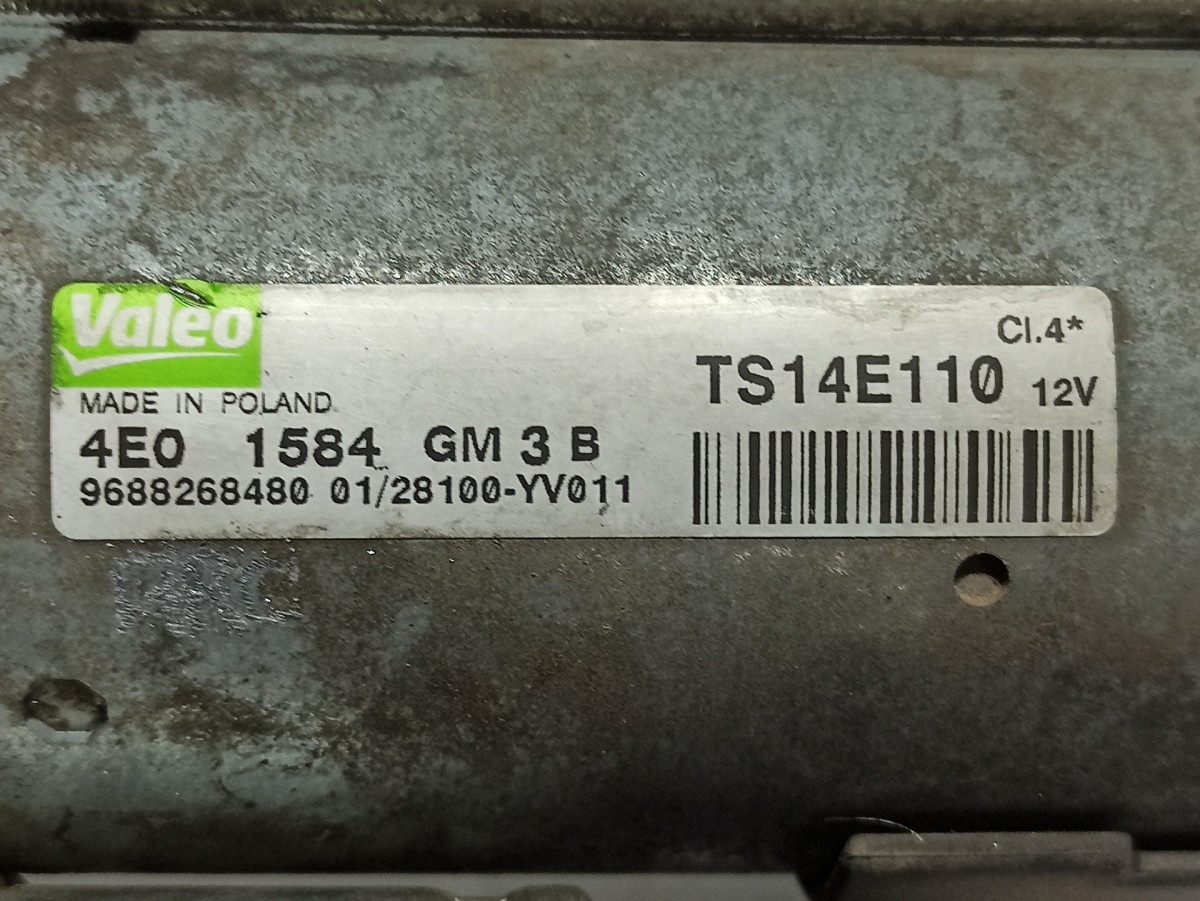 Valeo
Cl.4*
TS14E110 12V
MADE IN POLAND
4E0 1584 GM 3 B
9688268480 01/28100-YV011